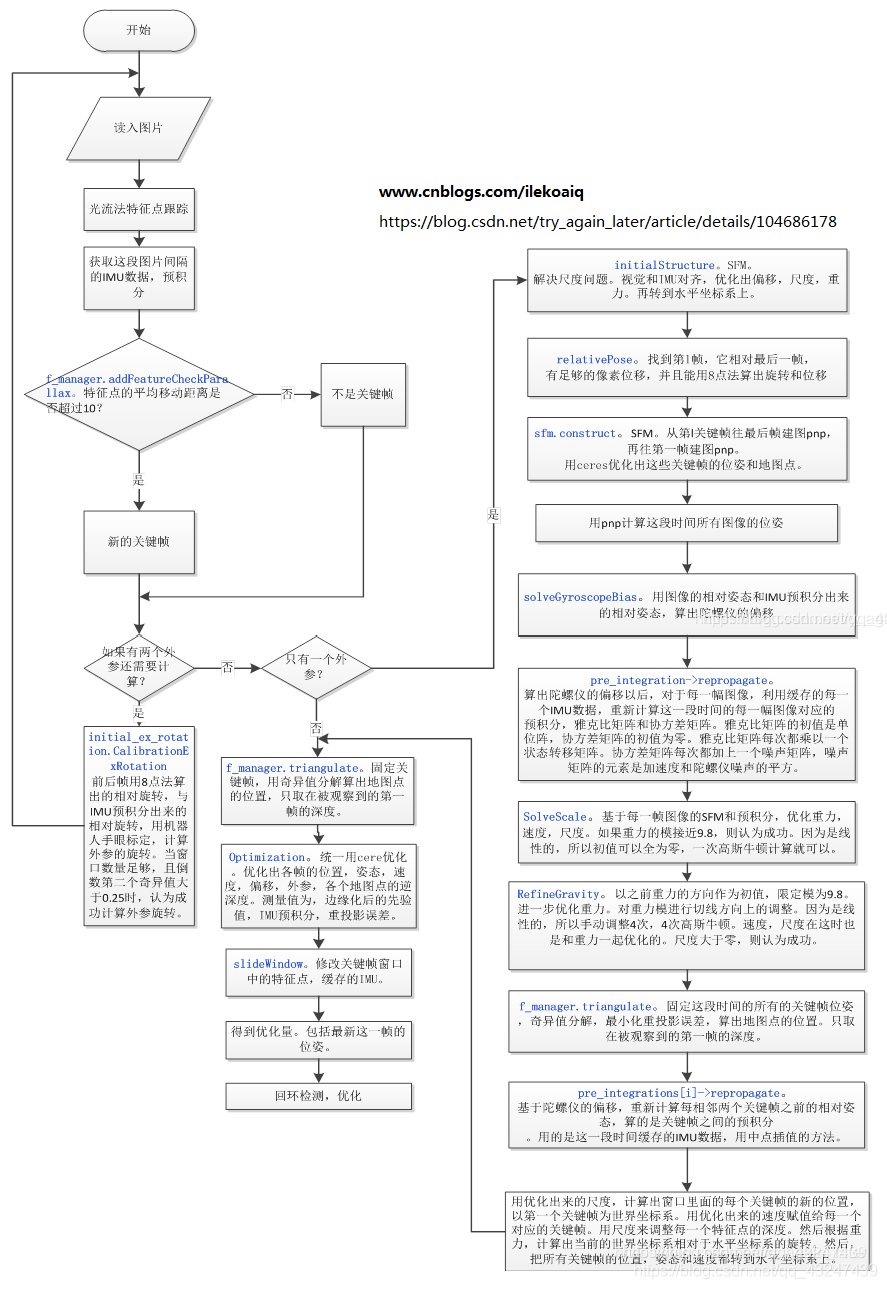 开始
读入图片
光流法特征点跟踪
获取这段图片间隔
的IMU数据，预积
分
f_manager.addFeatureCheckPara
llax。特征点的平均移动距离是
否超过10?
否
不是关键帧
是
新的关键帧
如果有两个外
参还需要计
算?
否
只有一个外
参?
是
是
否
initial_ex_rotat
ion.CalibrationE
xRotation
前后帧用8点法算
出的相对旋转，与
IMU预积分出来的
相对旋转，用机器
人手眼标定，计算
外参的旋转。当窗
口数量足够，且倒
数第二个奇异值大
于0.25时，认为成
功计算外参旋转。
f_manager.triangulate。固定关
键帧，用奇异值分解算出地图点
的位置，只取在被观察到的第一
帧的深度。
Optimization。统一用cere优化
。优化出各帧的位置，姿态，速
度，偏移，外参，各个地图点的逆
深度。测量值为，边缘化后的先验
值，IMU预积分，重投影误差。
slideWindow。修改关键帧窗口
中的特征点，缓存的IMU。
得到优化量。包括最新这一帧的
位姿。
回环检测，优化
www.cnblogs.com/ilekoaiq
https://blog.csdn.net/try_again_later/article/details/104686178
initialStructure。SFM。
解决尺度问题。视觉和IMU对齐，优化出偏移，尺度，重
力。再转到水平坐标系上。
relativePose。找到第l帧，它相对最后一帧，
有足够的像素位移，并且能用8点法算出旋转和位移
sfm.construct。SFM。从第l关键帧往最后帧建图pnp，
再往第一帧建图pnp。
用ceres优化出这些关键帧的位姿和地图点。
用pnp计算这段时间所有图像的位姿
solveGyroscopeBias。用图像的相对姿态和IMU预积分出来
的相对姿态，算出陀螺仪的偏移
pre_integration->repropagate。
算出陀螺仪的偏移以后，对于每一幅图像，利用缓存的每一
个IMU数据，重新计算这一段时间的每一幅图像对应的
预积分，雅克比矩阵和协方差矩阵。雅克比矩阵的初值是单
位阵，协方差矩阵的初值为零。雅克比矩阵每次都乘以一个
状态转移矩阵。协方差矩阵每次都加上一个噪声矩阵，噪声
矩阵的元素是加速度和陀螺仪噪声的平方。
SolveScale。基于每一帧图像的SFM和预积分，优化重力，
速度，尺度。如果重力的模接近9.8，则认为成功。因为是线
性的，所以初值可以全为零，一次高斯牛顿计算就可以。
RefineGravity。以之前重力的方向作为初值，限定模为9.8。
进一步优化重力。对重力模进行切线方向上的调整。因为是线
性的，所以手动调整4次，4次高斯牛顿。速度，尺度在这时也
是和重力一起优化的。尺度大于零，则认为成功。
f_manager.triangulate。固定这段时间的所有的关键帧位姿
，奇异值分解，最小化重投影误差，算出地图点的位置。只取
在被观察到的第一帧的深度。
pre_integrations[i]->repropagate。
基于陀螺仪的偏移，重新计算每相邻两个关键帧之前的相对姿
态，算的是关键帧之间的预积分
。用的是这一段时间缓存的IMU数据，用中点插值的方法。
用优化出来的尺度，计算出窗口里面的每个关键帧的新的位置，
以第一个关键帧为世界坐标系。用优化出来的速度赋值给每一个
对应的关键帧。用尺度来调整每一个特征点的深度。然后根据重
力，计算出当前的世界坐标系相对于水平坐标系的旋转。然后，
把所有关键帧的位置，姿态和速度都转到水平坐标系上。
https://blog.csdn.net/qq_43247439